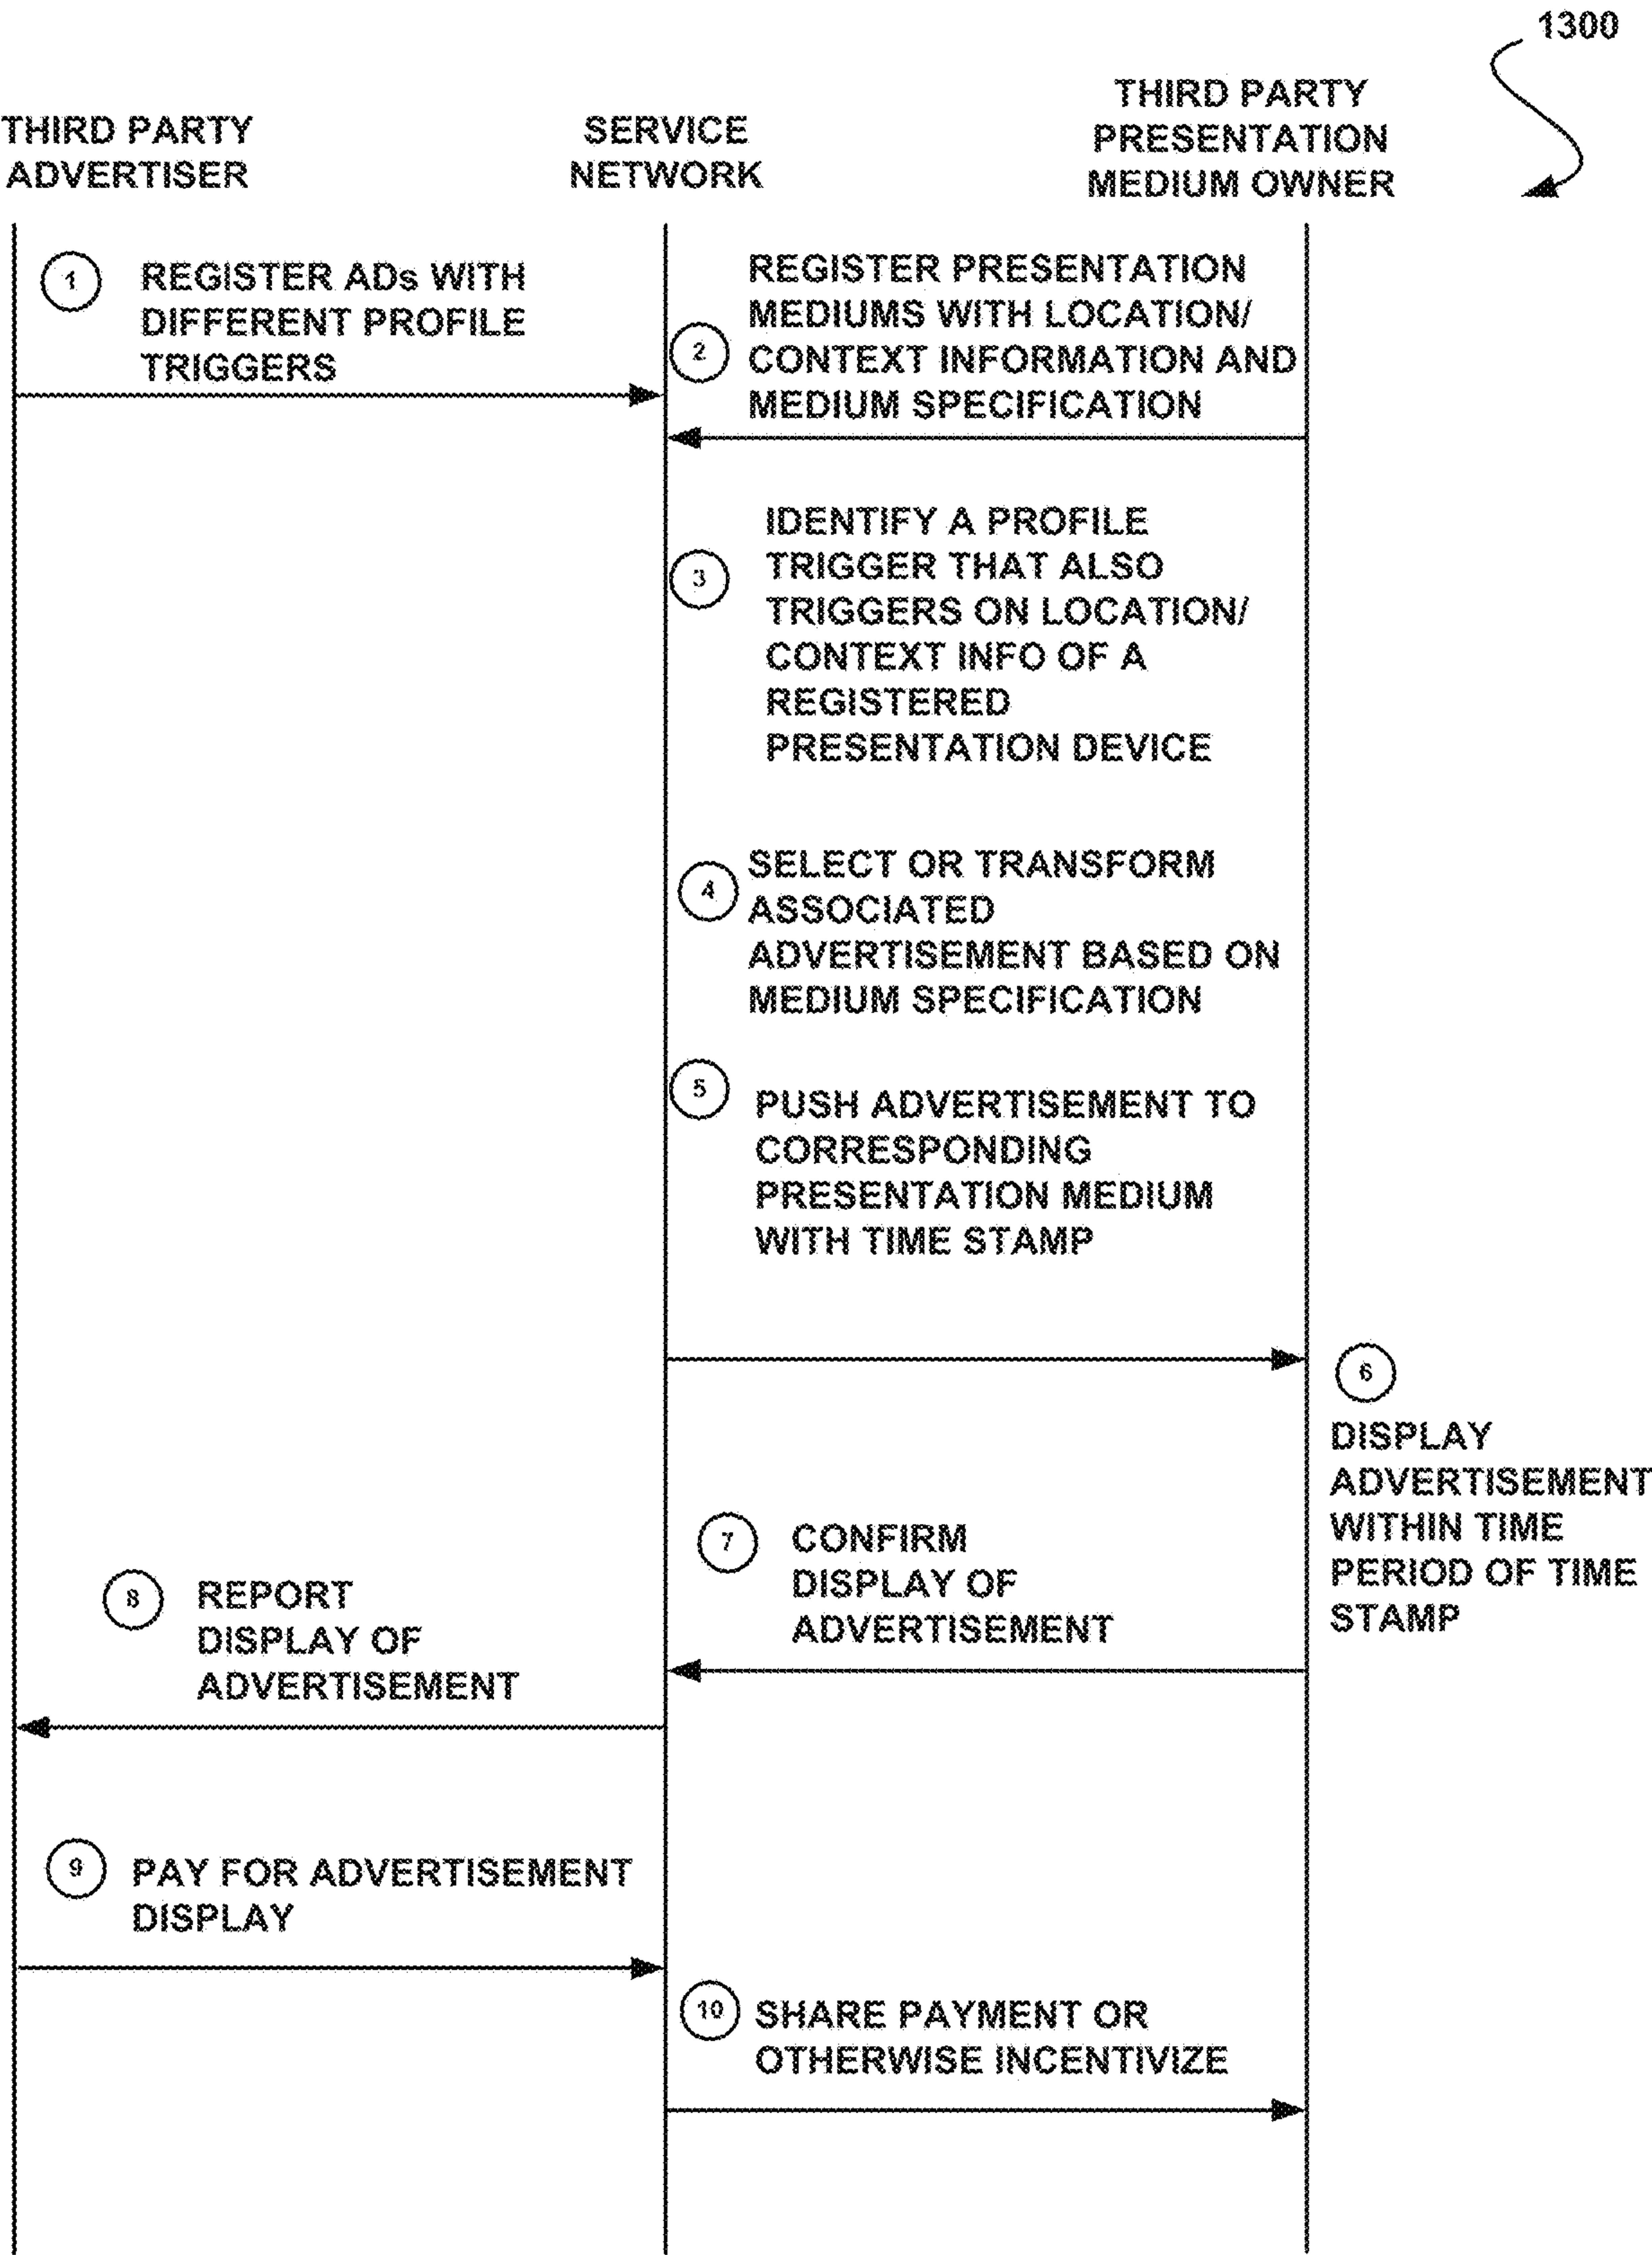 1300
THIRD PARTY
ADVERTISER
SERVICE
NETWORK
THIRD PARTY
PRESENTATION
MEDIUM OWNER
1
REGISTER ADs WITH
DIFFERENT PROFILE
TRIGGERS
2
REGISTER PRESENTATION
MEDIUMS WITH LOCATION/
CONTEXT INFORMATION AND
MEDIUM SPECIFICATION
3
IDENTIFY A PROFILE
TRIGGER THAT ALSO
TRIGGERS ON LOCATION/
CONTEXT INFO OF A
REGISTERED
PRESENTATION DEVICE
4
SELECT OR TRANSFORM
ASSOCIATED
ADVERTISEMENT BASED ON
MEDIUM SPECIFICATION
5
PUSH ADVERTISEMENT TO
CORRESPONDING
PRESENTATION MEDIUM
WITH TIME STAMP
6
DISPLAY
ADVERTISEMENT
WITHIN TIME
PERIOD OF TIME
STAMP
7
CONFIRM
DISPLAY OF
ADVERTISEMENT
8
REPORT
DISPLAY OF
ADVERTISEMENT
9
PAY FOR ADVERTISEMENT
DISPLAY
10
SHARE PAYMENT OR
OTHERWISE INCENTIVIZE